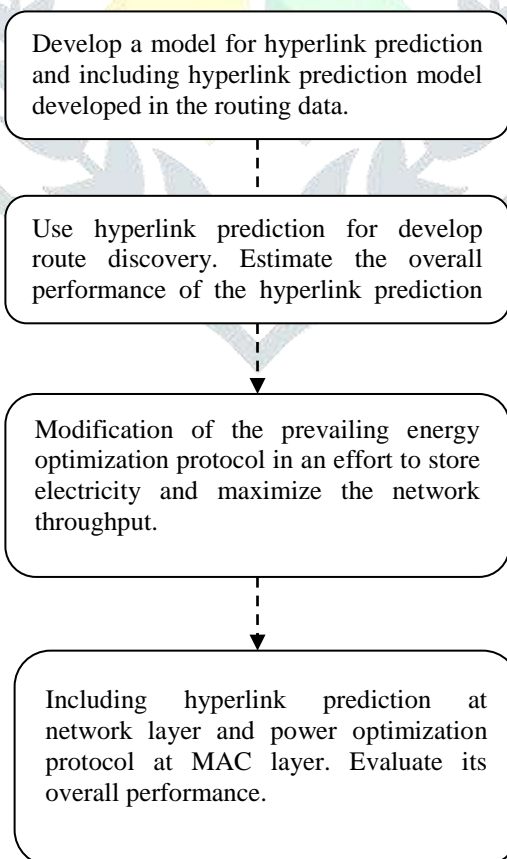 Develop a model for hyperlink prediction
and including hyperlink prediction model
developed in the routing data.
Use hyperlink prediction for develop
route discovery. Estimate the overall
performance of the hyperlink prediction
Modification of the prevailing energy
optimization protocol in an effort to store
electricity and maximize the network
throughput.
Including hyperlink prediction at
network layer and power optimization
protocol at MAC layer. Evaluate its
overall performance.